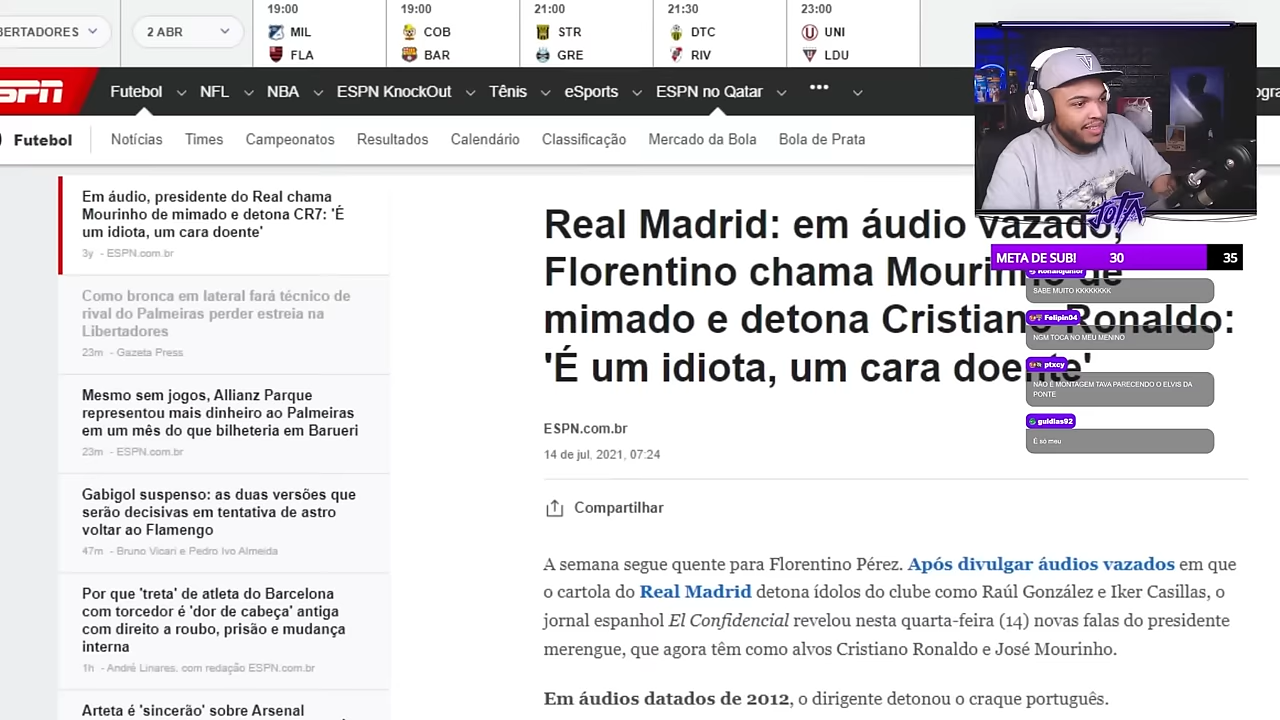 BERTADORES
2 ABR
19:00
MIL
FLA
19:00
COB
BAR
21:00
STR
GRE
21:30
DTC
RIV
23:00
UNI
LDU
Futebol
NFL
NBA
ESPN KnockOut
Tênis
eSports
ESPN no Qatar
•••
Futebol
Notícias
Times
Campeonatos
Resultados
Calendário
Classificação
Mercado da Bola
Bola de Prata
Em áudio, presidente do Real chama
Mourinho de mimado e detona CR7: 'É
um idiota, um cara doente'
3y - ESPN.com.br
Como bronca em lateral fará técnico de
rival do Palmeiras perder estreia na
Libertadores
23m - Gazeta Press
Mesmo sem jogos, Allianz Parque
representou mais dinheiro ao Palmeiras
em um mês do que bilheteria em Barueri
23m - ESPN.com.br
Gabigol suspenso: as duas versões que
serão decisivas em tentativa de astro
voltar ao Flamengo
47m - Bruno Vicari e Pedro Ivo Almeida
Por que 'treta' de atleta do Barcelona
com torcedor é 'dor de cabeça' antiga
com direito a roubo, prisão e mudança
interna
1h - André Linares, com redação ESPN.com.br
Arteta é 'sincerão' sobre Arsenal
Real Madrid: em áudio vazado,
Florentino chama Mourinho de
mimado e detona Cristiano Ronaldo:
'É um idiota, um cara doente'
ESPN.com.br
14 de jul, 2021, 07:24
Compartilhar
A semana segue quente para Florentino Pérez. Após divulgar áudios vazados em que
o cartola do Real Madrid detona ídolos do clube como Raúl González e Iker Casillas, o
jornal espanhol El Confidencial revelou nesta quarta-feira (14) novas falas do presidente
merengue, que agora têm como alvos Cristiano Ronaldo e José Mourinho.
Em áudios datados de 2012, o dirigente detonou o craque português.
JOTA
META DE SUB! 30 35
Ronaldjunior
SABE MUITO KKKKKKKK
Felipin04
NGM TOCA NO MEU MENINO
ptxcy
NÃO É MONTAGEM TAVA PARECENDO O ELVIS DA
PONTE
guidias92
É só meu